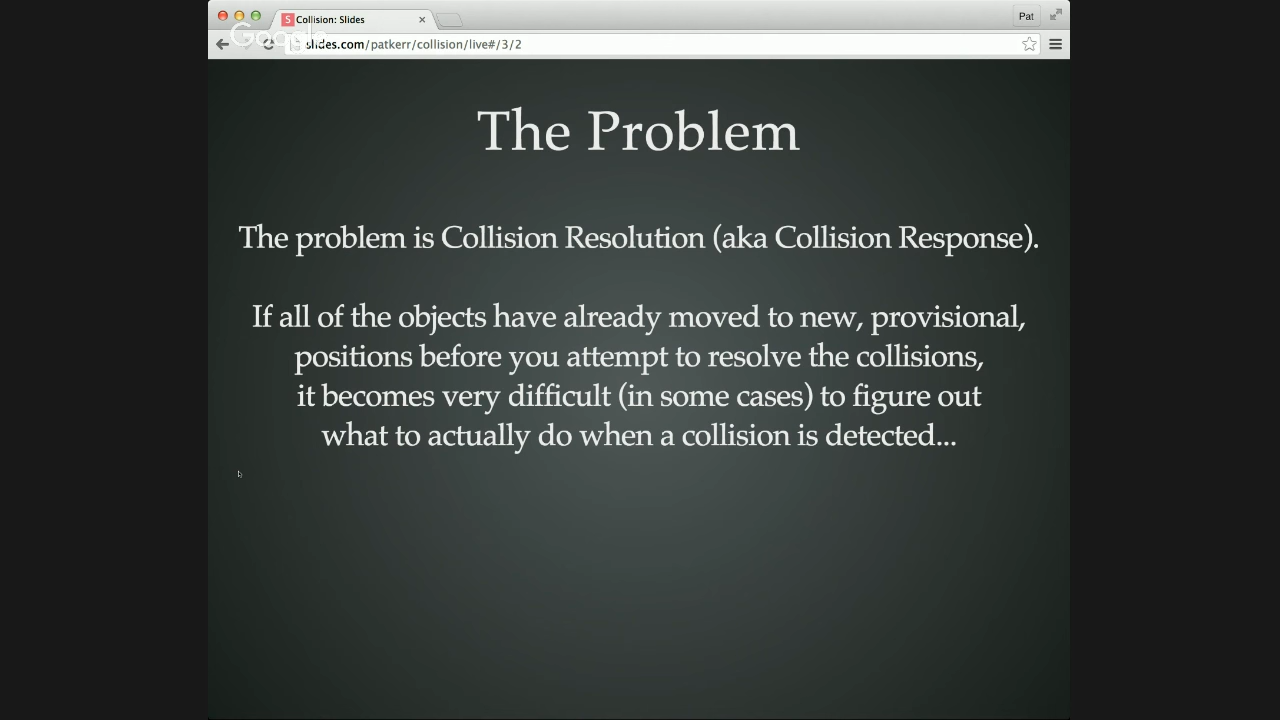 Collision: Slides
Pat
Google
slides.com/patkerr/collision/live#/3/2
The Problem
The problem is Collision Resolution (aka Collision Response).
If all of the objects have already moved to new, provisional,
positions before you attempt to resolve the collisions,
it becomes very difficult (in some cases) to figure out
what to actually do when a collision is detected...